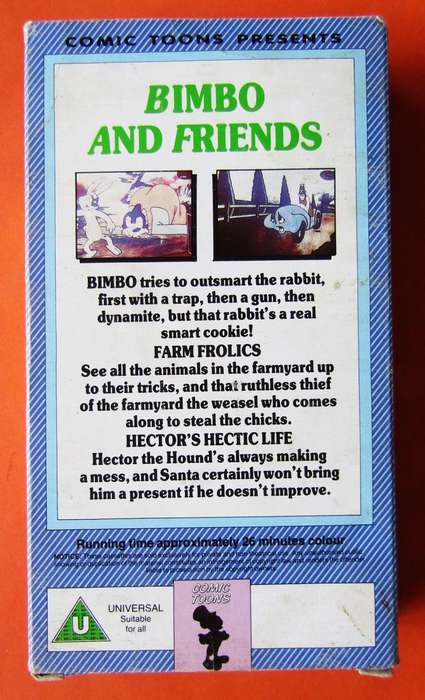 COMIC TOONS PRESENTS
BIMBO
AND FRIENDS
BIMBO tries to outsmart the rabbit,
first with a trap, then a gun, then
dynamite, but that rabbit's a real
smart cookie!
FARM FROLICS
See all the animals in the farmyard up
to their tricks, and that ruthless thief
of the farmyard the weasel who comes
along to steal the chicks.
HECTOR'S HECTIC LIFE
Hector the Hound's always making
a mess, and Santa certainly won't bring
him a present if he doesn't improve.
Running time approximately 26 minutes colour
NOTICE:
U
UNIVERSAL
Suitable
for all
COMIC
TOONS